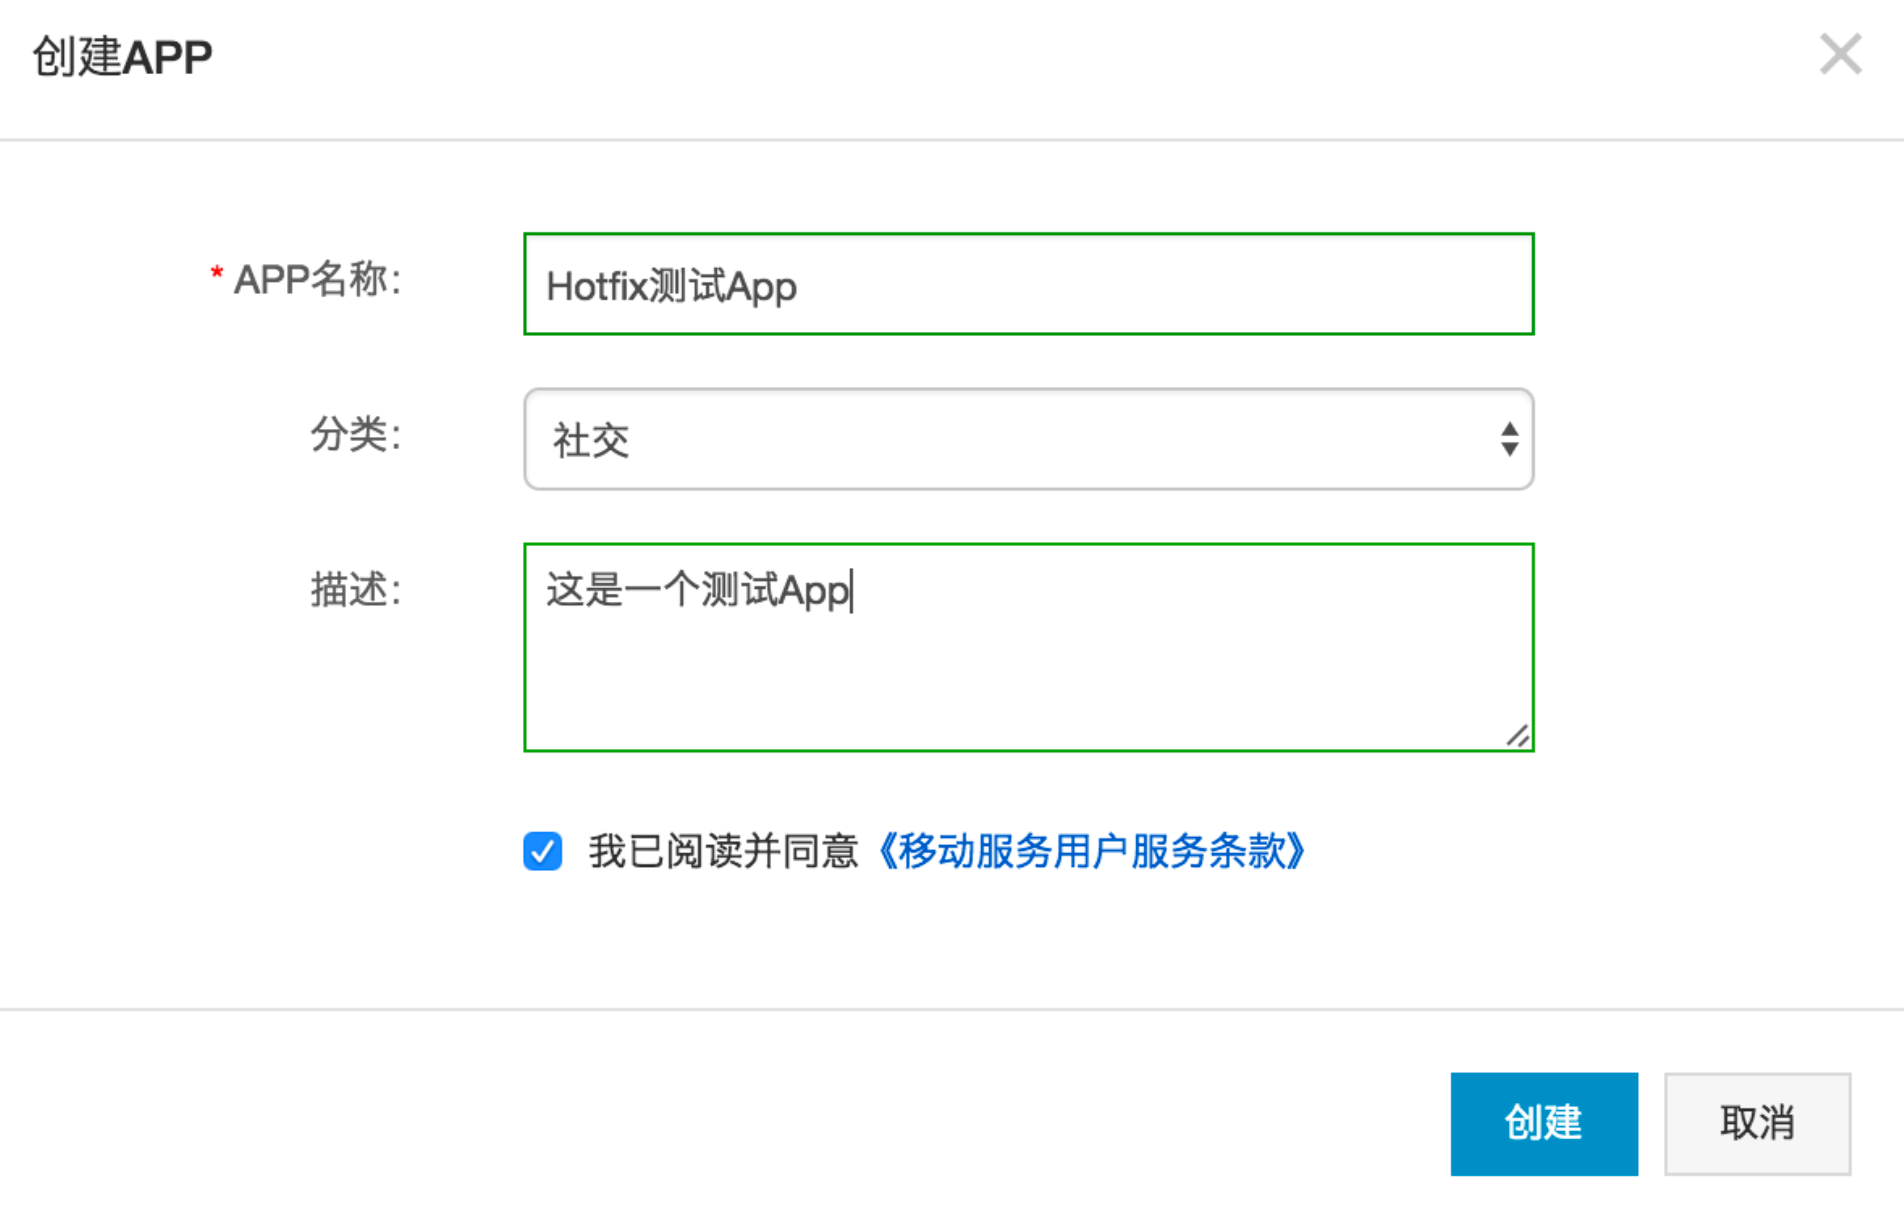 创建APP
* APP名称:
Hotfix测试App
分类:
社交
描述:
这是一个测试App
我已阅读并同意《移动服务用户服务条款》
创建
取消